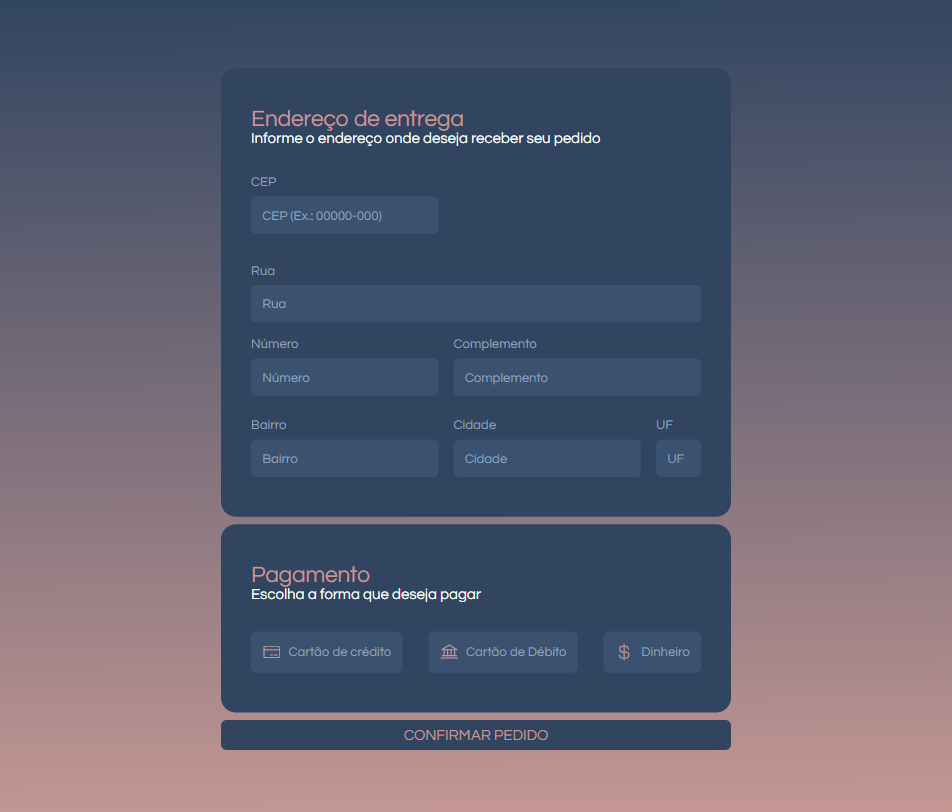 Endereço de entrega
Informe o endereço onde deseja receber seu pedido
CEP
CEP (Ex.: 00000-000)
Rua
Rua
Número
Complemento
Número
Complemento
Bairro
Cidade
UF
Bairro
Cidade
UF
Pagamento
Escolha a forma que deseja pagar
Cartão de crédito
Cartão de Débito
Dinheiro
CONFIRMAR PEDIDO